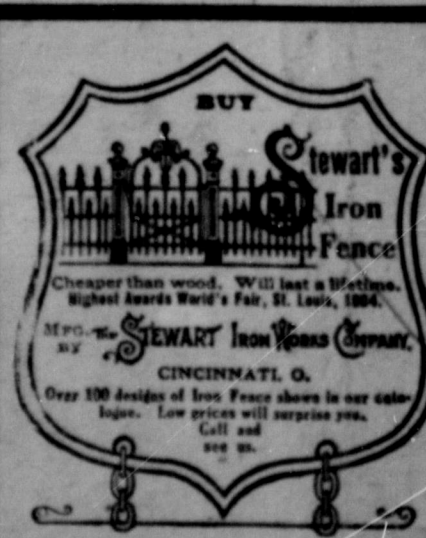 BUY
Stewart's
Iron
Fence
Cheaper than wood. Will last a lifetime.
Highest Awards World's Fair, St. Louis, 1904.
MFG. BY The STEWART IRON WORKS COMPANY.
CINCINNATI, O.
Over 100 designs of Iron Fence shown in our cata-
logue. Low prices will surprise you.
Call and
see us.